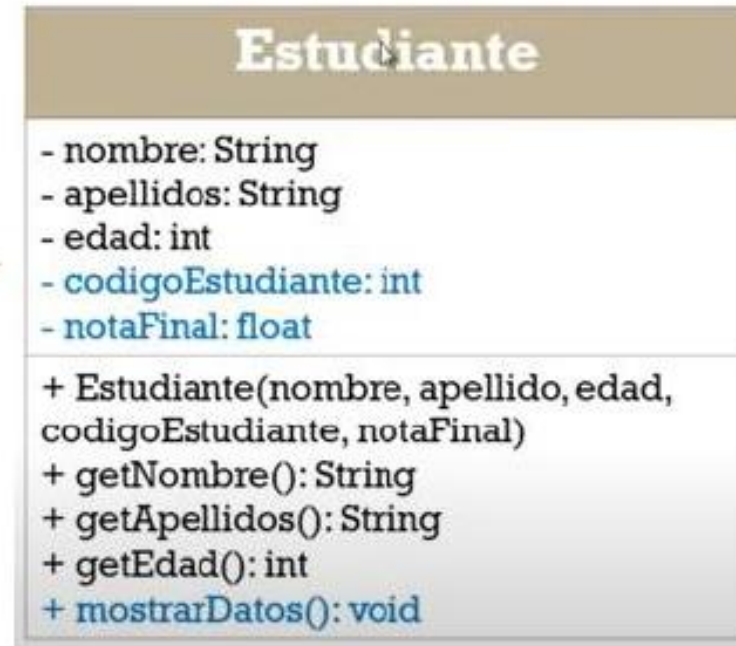 Estudiante
- nombre: String
- apellidos: String
- edad: int
- codigoEstudiante: int
- notaFinal: float
+ Estudiante(nombre, apellido, edad,
codigoEstudiante, notaFinal)
+ getNombre(): String
+ getApellidos(): String
+ getEdad(): int
+ mostrarDatos(): void